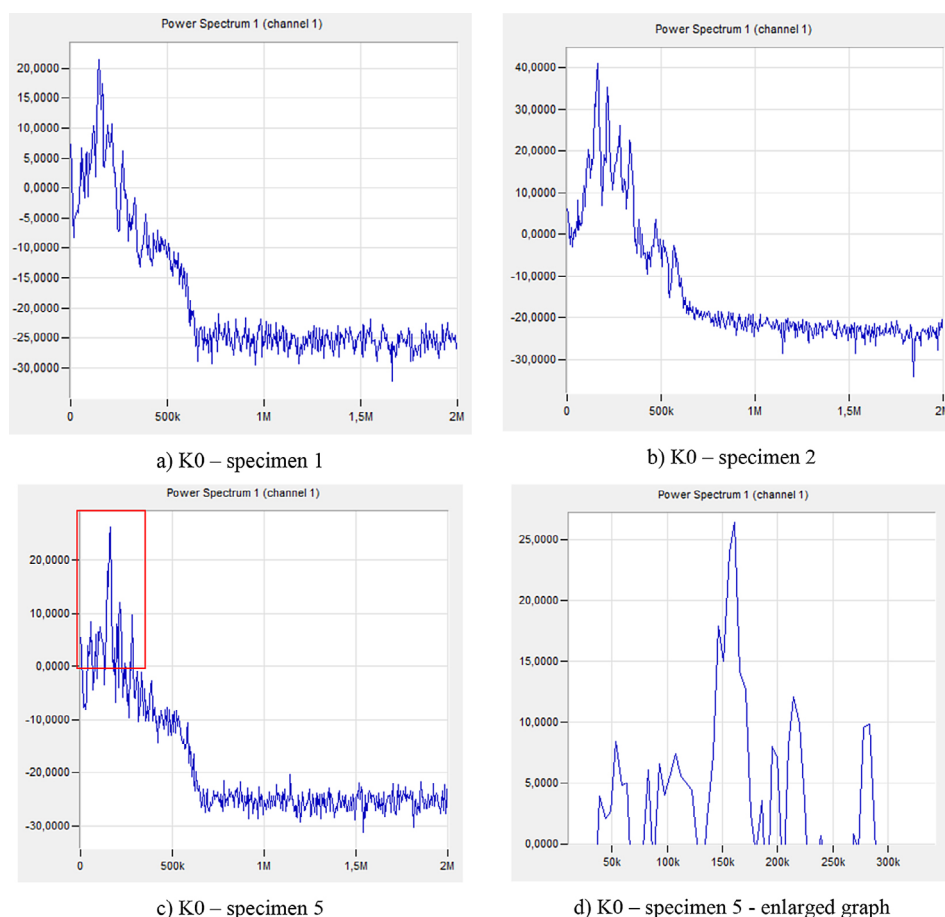 Power Spectrum 1 (channel 1)
20,0000
15,0000
10,0000
5,0000
0,0000
-5,0000
-10,0000
-15,0000
-20,0000
-25,0000
-30,0000
0 500k 1M 1,5M 2M
a) K0 – specimen 1
Power Spectrum 1 (channel 1)
40,0000
30,0000
20,0000
10,0000
0,0000
-10,0000
-20,0000
-30,0000
0 500k 1M 1,5M 2M
b) K0 – specimen 2
Power Spectrum 1 (channel 1)
20,0000
10,0000
0,0000
-10,0000
-20,0000
-30,0000
0 500k 1M 1,5M 2M
c) K0 – specimen 5
Power Spectrum 1 (channel 1)
25,0000
20,0000
15,0000
10,0000
5,0000
0,0000
50k 100k 150k 200k 250k 300k
d) K0 – specimen 5 - enlarged graph